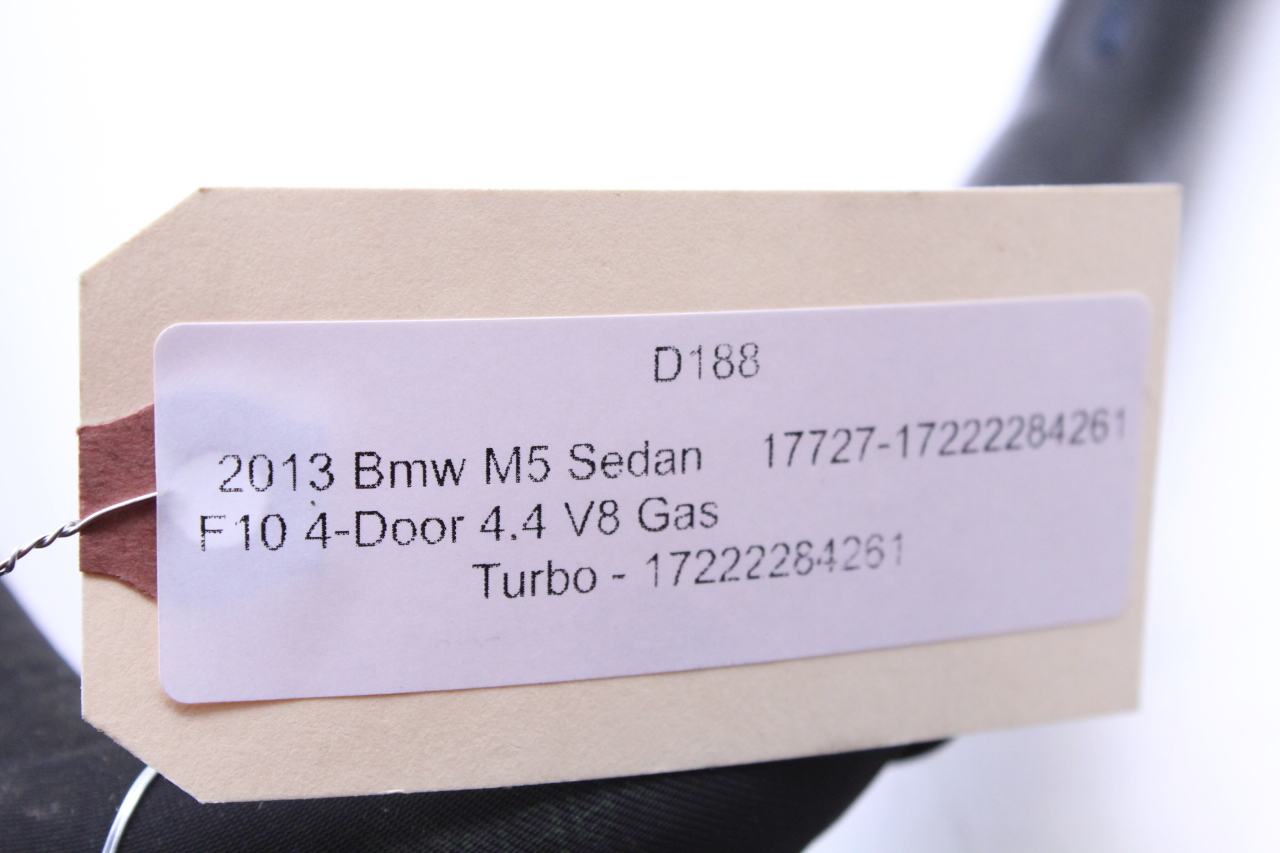 D188
2013 Bmw M5 Sedan 17727-17222284261
F10 4-Door 4.4 V8 Gas
Turbo - 17222284261